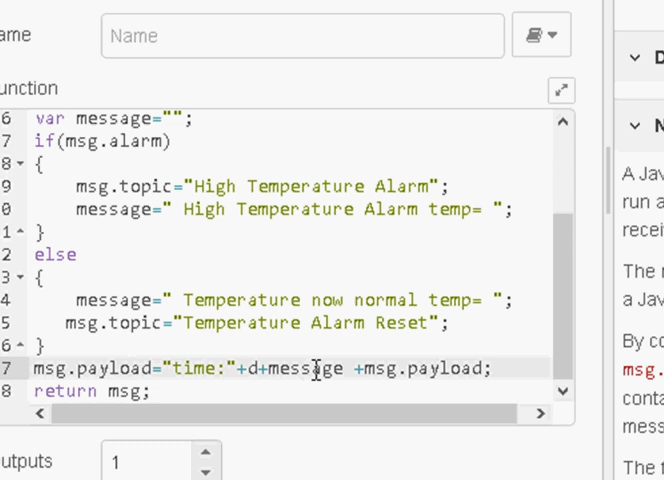 ame
Name
unction
6 var message="";
7 if(msg.alarm)
8 {
9 msg.topic="High Temperature Alarm";
0 message=" High Temperature Alarm temp= ";
1 }
2 else
3 {
4 message=" Temperature now normal temp= ";
5 msg.topic="Temperature Alarm Reset";
6 }
7 msg.payload="time:"+d+message +msg.payload;
8 return msg;
utputs
1
D
N
A Jav
run a
recei
The m
a Jav
By co
msg.
conta
mess
The f